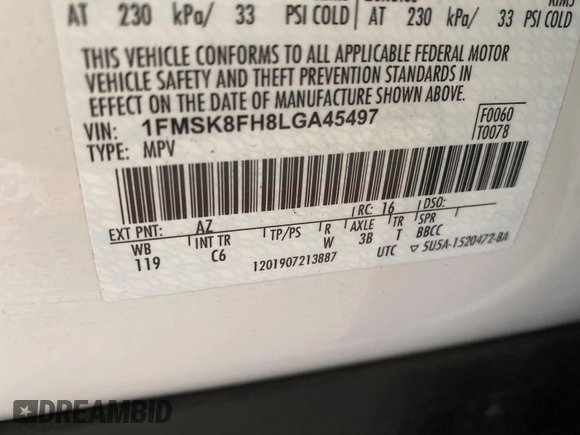 AT 230 kPa/ 33 PSI COLD AT 230 kPa/ 33 PSI COLD
THIS VEHICLE CONFORMS TO ALL APPLICABLE FEDERAL MOTOR
VEHICLE SAFETY AND THEFT PREVENTION STANDARDS IN
EFFECT ON THE DATE OF MANUFACTURE SHOWN ABOVE.
VIN: 1FMSK8FH8LGA45497
F0060
TYPE: MPV
T0078
EXT PNT: AZ RC: 16 DSO:
WB INT TR TP/PS R AXLE TR SPR
119 C6 W 3B T BBCC
1201907213887 UTC ▽ 5U5A-1520472-BA
DREAMBID